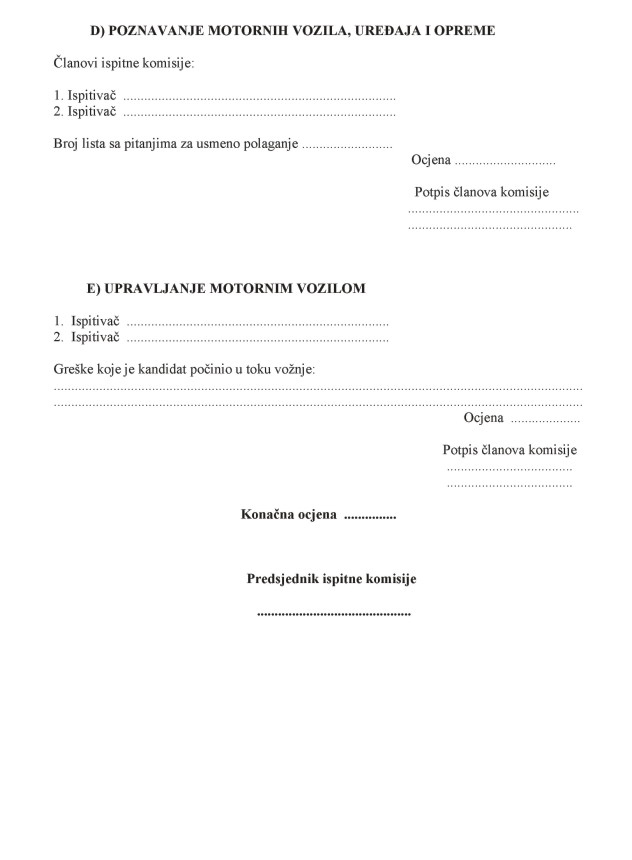 D) POZNAVANJE MOTORNIH VOZILA, UREĐAJA I OPREME
Članovi ispitne komisije:
1. Ispitivač ..............................................................................
2. Ispitivač ..............................................................................
Broj lista sa pitanjima za usmeno polaganje ..........................
Ocjena .............................
Potpis članova komisije
.................................................
...............................................
E) UPRAVLJANJE MOTORNIM VOZILOM
1. Ispitivač ...........................................................................
2. Ispitivač ...........................................................................
Greške koje je kandidat počinio u toku vožnje:
.......................................................................................................................................................
.......................................................................................................................................................
Ocjena ....................
Potpis članova komisije
....................................
....................................
Konačna ocjena ...............
Predsjednik ispitne komisije
............................................